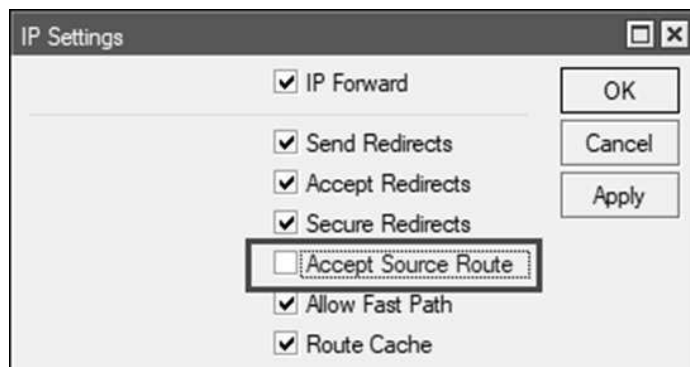 IP Settings
IP Forward
OK
Send Redirects
Cancel
Accept Redirects
Apply
Secure Redirects
Accept Source Route
Allow Fast Path
Route Cache